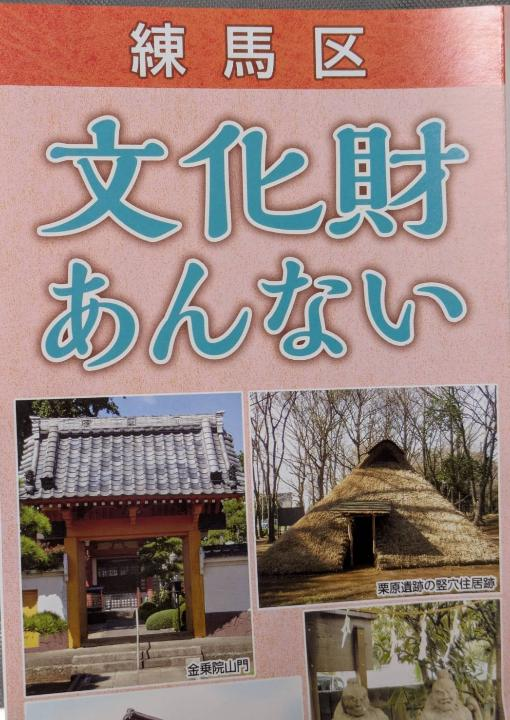 練馬区
文化財
あんない
栗原遺跡の竪穴住居跡
金乗院山門